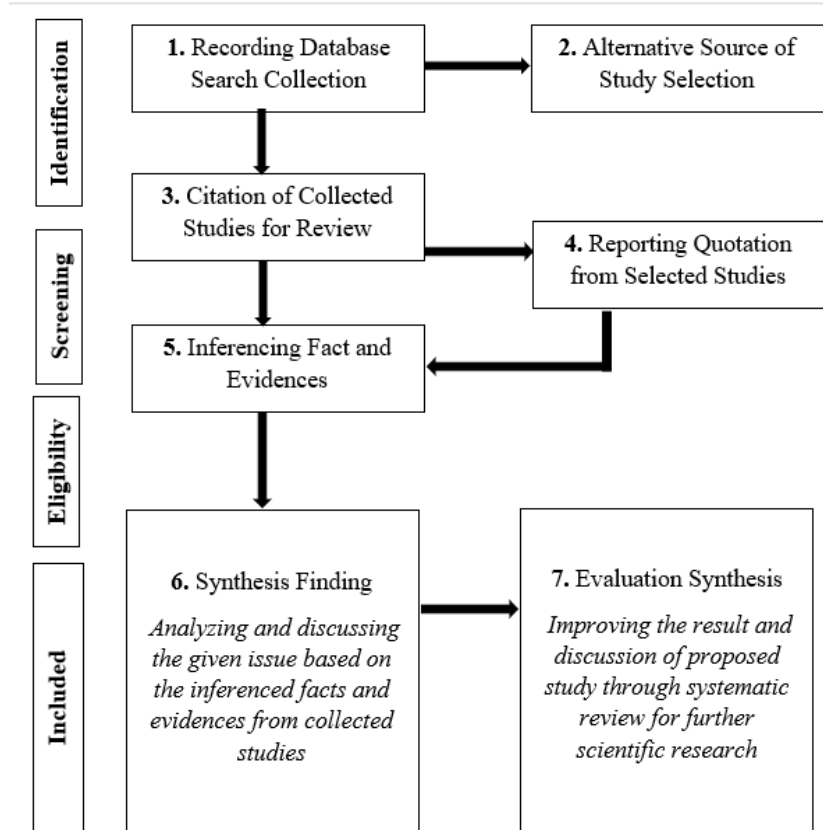 Identification
1. Recording Database
Search Collection
2. Alternative Source of
Study Selection
3. Citation of Collected
Studies for Review
Screening
4. Reporting Quotation
from Selected Studies
5. Inferencing Fact and
Evidences
Eligibility
Included
6. Synthesis Finding
Analyzing and discussing
the given issue based on
the inferenced facts and
evidences from collected
studies
7. Evaluation Synthesis
Improving the result and
discussion of proposed
study through systematic
review for further
scientific research